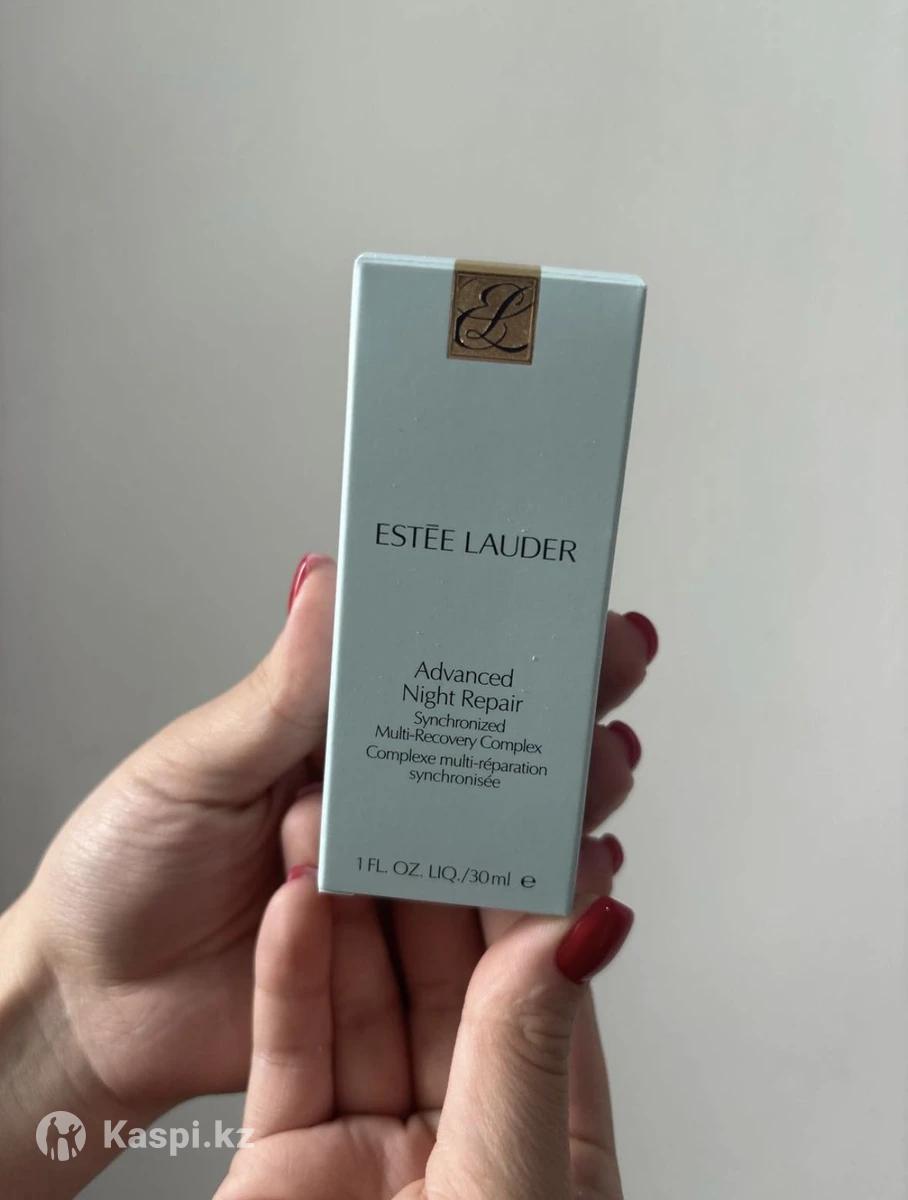 EL
ESTĒE LAUDER
Advanced
Night Repair
Synchronized
Multi-Recovery Complex
Complexe multi-réparation
synchronisée
1 FL. OZ. LIQ./30 ml ℮
Kaspi.kz